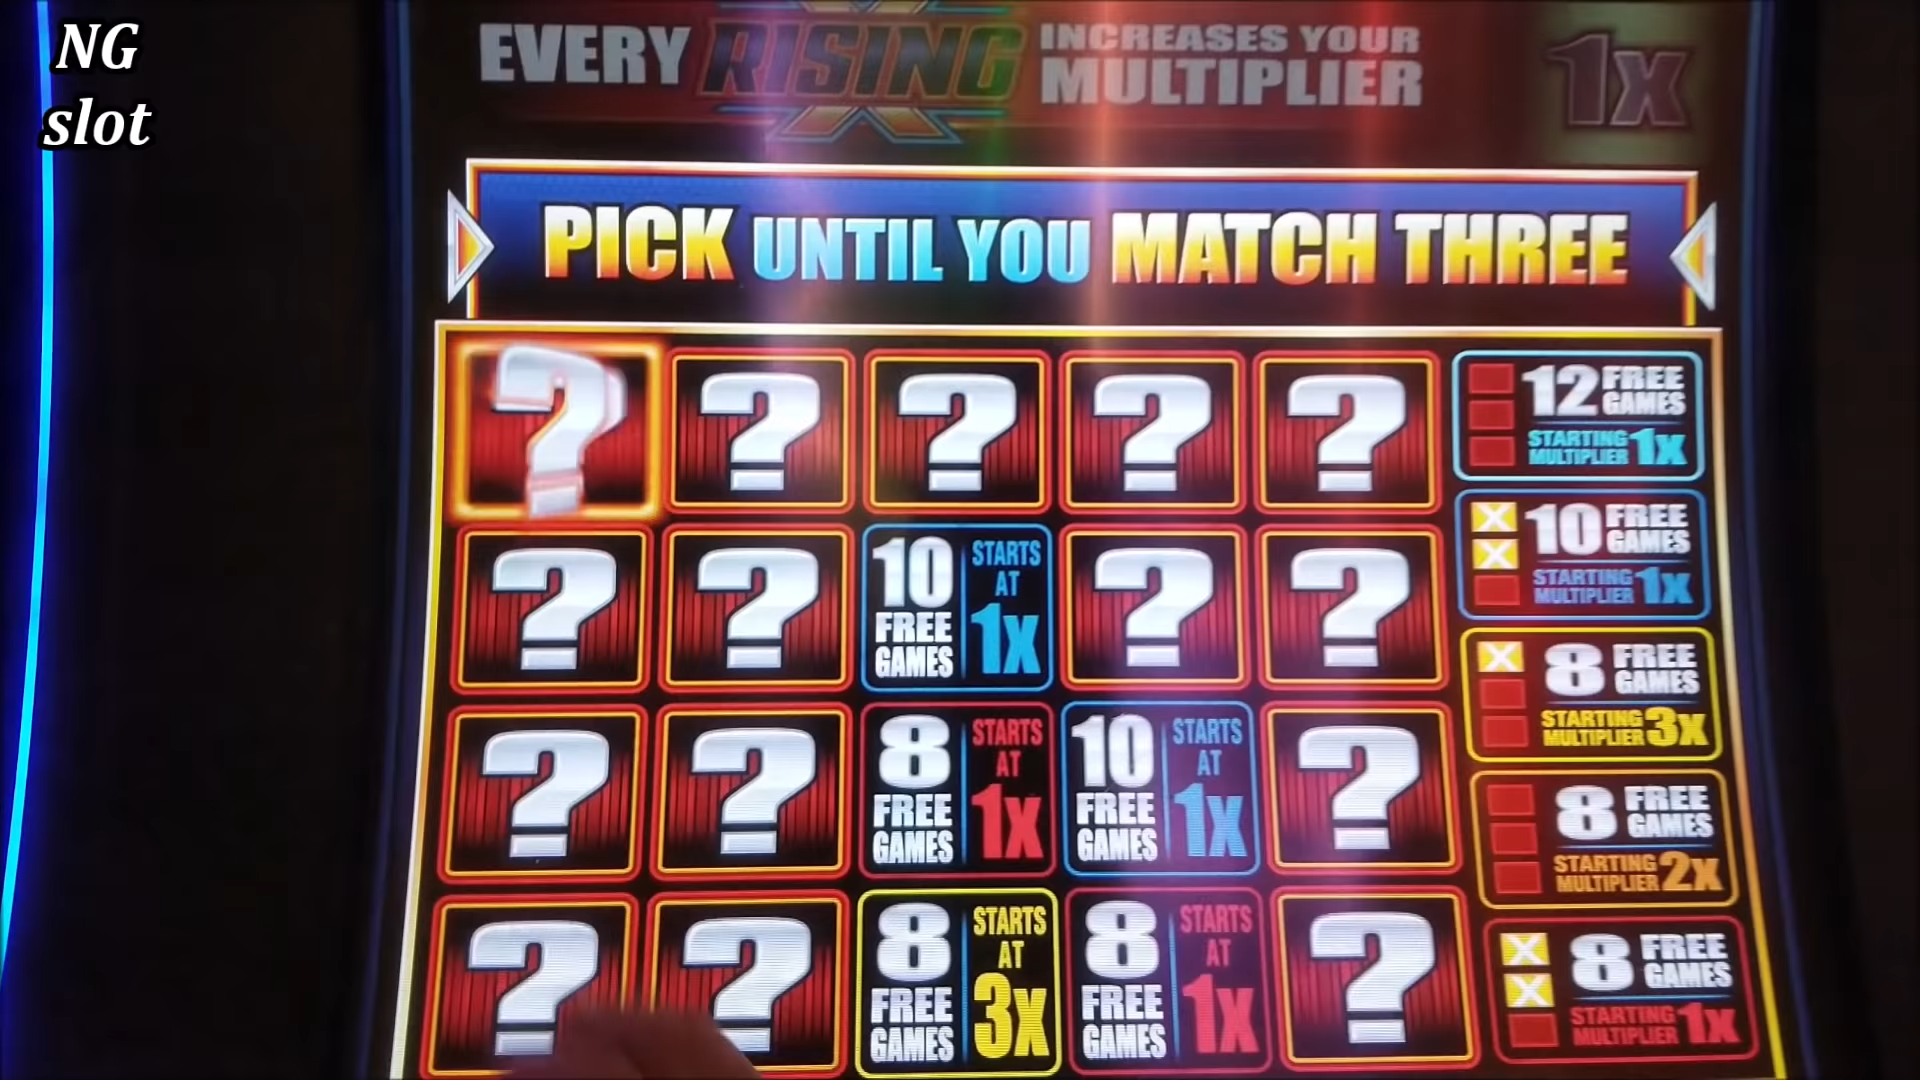 NG
slot
EVERY RISING INCREASES YOUR
MULTIPLIER
1X
PICK UNTIL YOU MATCH THREE
? ? ? ? ?
12 FREE GAMES
STARTING MULTIPLIER 1X
? ?
10 FREE GAMES
STARTS AT 1X
? ?
X X 10 FREE GAMES
STARTING MULTIPLIER 1X
X 8 FREE GAMES
STARTING MULTIPLIER 3X
? ?
8 FREE GAMES
STARTS AT 1X
10 FREE GAMES
STARTS AT 1X
?
8 FREE GAMES
STARTING MULTIPLIER 2X
? ?
8 FREE GAMES
STARTS AT 3X
8 FREE GAMES
STARTS AT 1X
?
X X 8 FREE GAMES
STARTING MULTIPLIER 1X